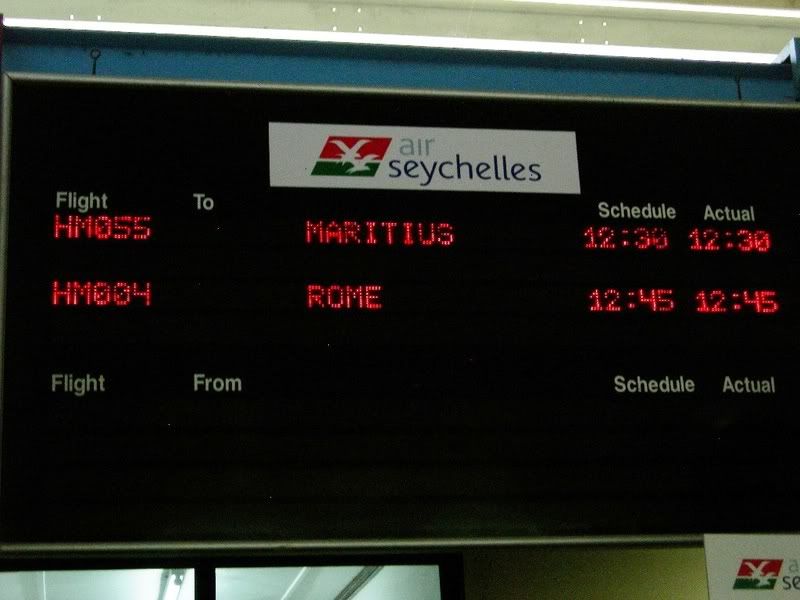 air
seychelles
Flight To Schedule Actual
HM055 MARITIUS 12:30 12:30
HM004 ROME 12:45 12:45
Flight From Schedule Actual